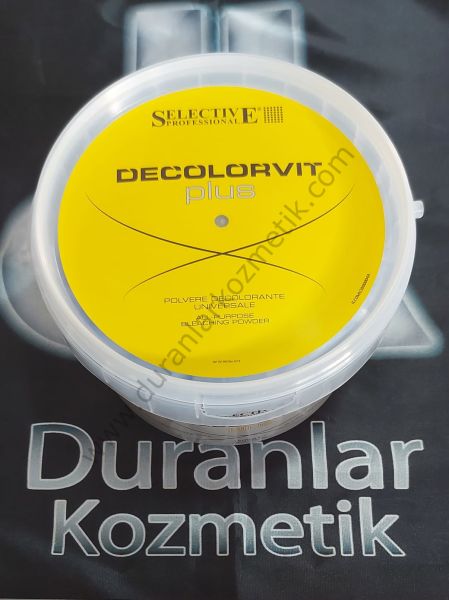 SELECTIVE®
PROFESSIONAL
DECOLORVIT
plus
POLVERE DECOLORANTE
UNIVERSALE
ALL PURPOSE
BLEACHING POWDER
www.duranlarkozmetik.com
Duranlar
Kozmetik